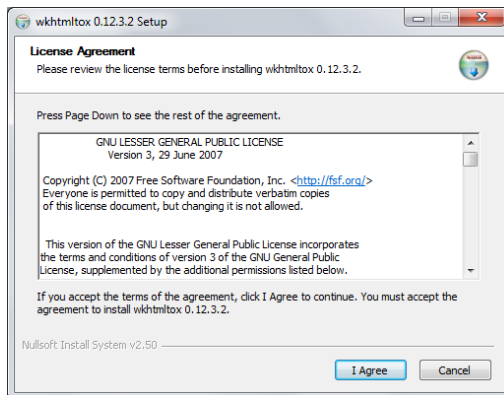 wkhtmltox 0.12.3.2 Setup
License Agreement
Please review the license terms before installing wkhtmltox 0.12.3.2.
Press Page Down to see the rest of the agreement.
GNU LESSER GENERAL PUBLIC LICENSE
Version 3, 29 June 2007
Copyright (C) 2007 Free Software Foundation, Inc. <http://fsf.org/>
Everyone is permitted to copy and distribute verbatim copies
of this license document, but changing it is not allowed.
This version of the GNU Lesser General Public License incorporates
the terms and conditions of version 3 of the GNU General Public
License, supplemented by the additional permissions listed below.
If you accept the terms of the agreement, click I Agree to continue. You must accept the
agreement to install wkhtmltox 0.12.3.2.
Nullsoft Install System v2.50
I Agree
Cancel